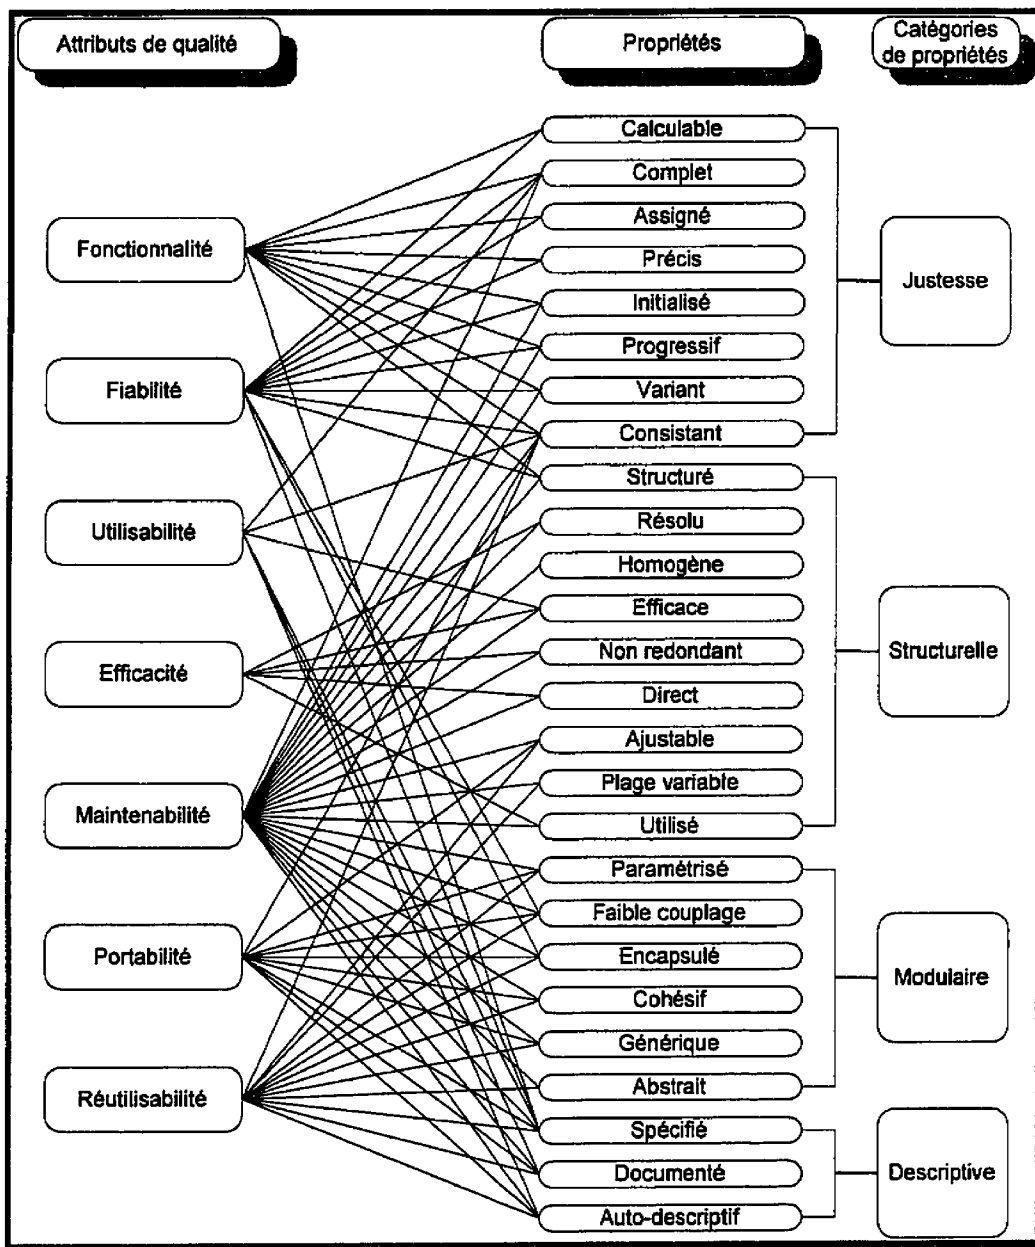 Attributs de qualité
Propriétés
Catégories
de propriétés
Fonctionnalité
Fiabilité
Utilisabilité
Efficacité
Maintenabilité
Portabilité
Réutilisabilité
Calculable
Complet
Assigné
Précis
Initialisé
Progressif
Variant
Consistant
Structuré
Résolu
Homogène
Efficace
Non redondant
Direct
Ajustable
Plage variable
Utilisé
Paramétrisé
Faible couplage
Encapsulé
Cohésif
Générique
Abstrait
Spécifié
Documenté
Auto-descriptif
Justesse
Structurelle
Modulaire
Descriptive